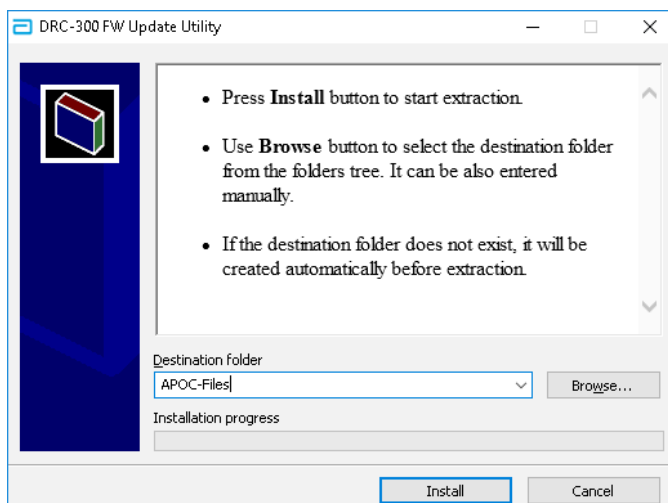 DRC-300 FW Update Utility
• Press Install button to start extraction.
• Use Browse button to select the destination folder
from the folders tree. It can be also entered
manually.
• If the destination folder does not exist, it will be
created automatically before extraction.
Destination folder
APOC-Files
Browse...
Installation progress
Install
Cancel